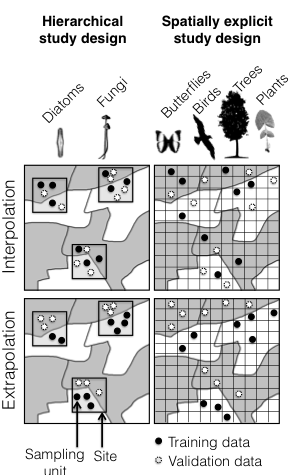 Hierarchical
study design
Spatially explicit
study design
Diatoms
Fungi
Butterflies
Birds
Trees
Plants
Interpolation
Extrapolation
Sampling
unit
Site
Training data
Validation data